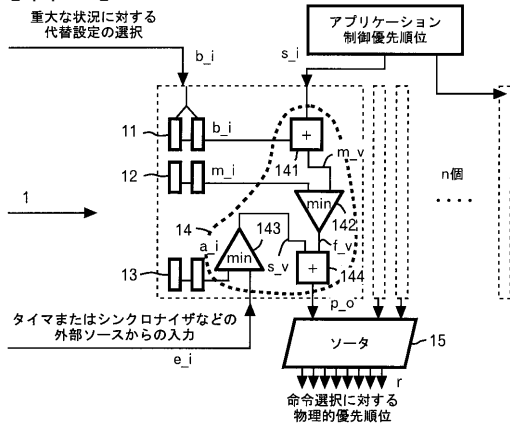 重大な状況に対する
代替設定の選択
アプリケーション
制御優先順位
b_i
s_i
11
b_i
+
141
m_v
12
m_i
min
142
n個
‥‥
1
14
143
a_i
min
s_v
f_v
13
+
144
タイマまたはシンクロナイザなどの
外部ソースからの入力
e_i
p_o
ソータ
15
r
命令選択に対する
物理的優先順位